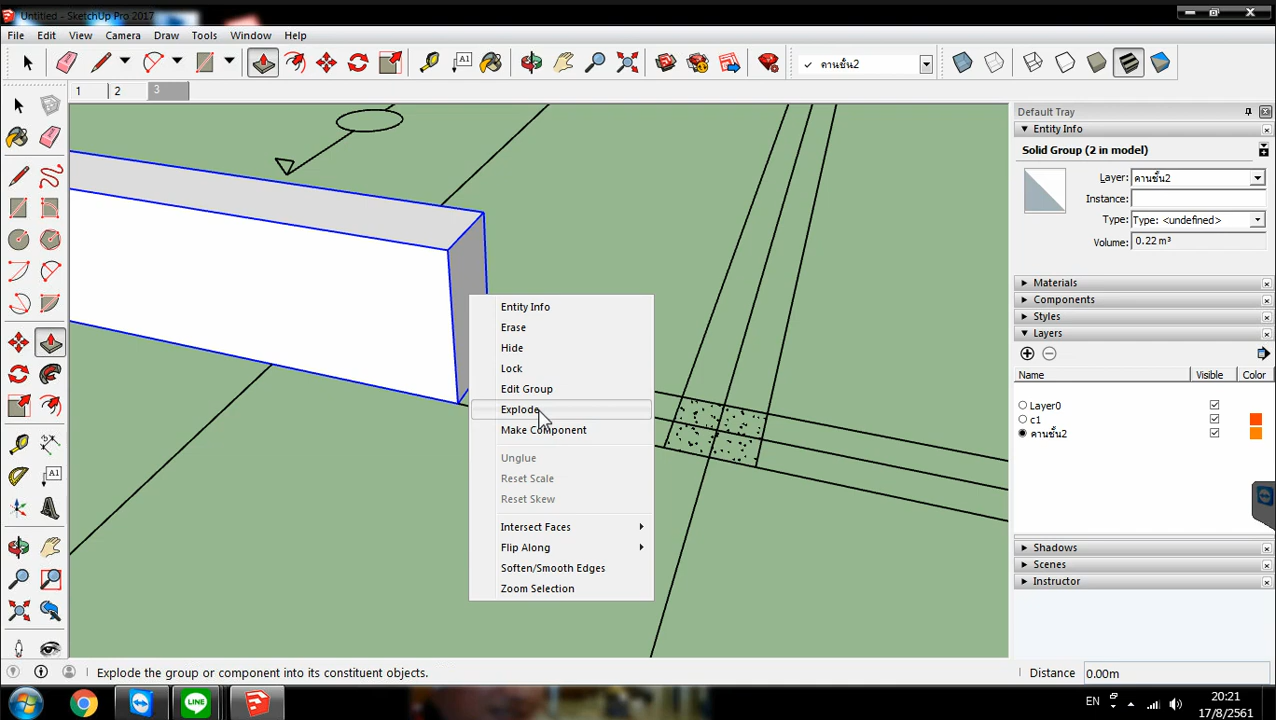 Untitled - SketchUp Pro 2017
File Edit View Camera Draw Tools Window Help
A1
✓ คานชั้น2
1 2 3
Default Tray
Entity Info
Solid Group (2 in model)
Layer: คานชั้น2
Instance:
Type: Type: <undefined>
Volume: 0.22 m³
Materials
Components
Styles
Layers
Name Visible Color
Layer0
c1
คานชั้น2
Shadows
Scenes
Instructor
Entity Info
Erase
Hide
Lock
Edit Group
Explode
Make Component
Unglue
Reset Scale
Reset Skew
Intersect Faces
Flip Along
Soften/Smooth Edges
Zoom Selection
A1
Explode the group or component into its constituent objects.
Distance 0.00m
LINE
EN
20:21
17/8/2561